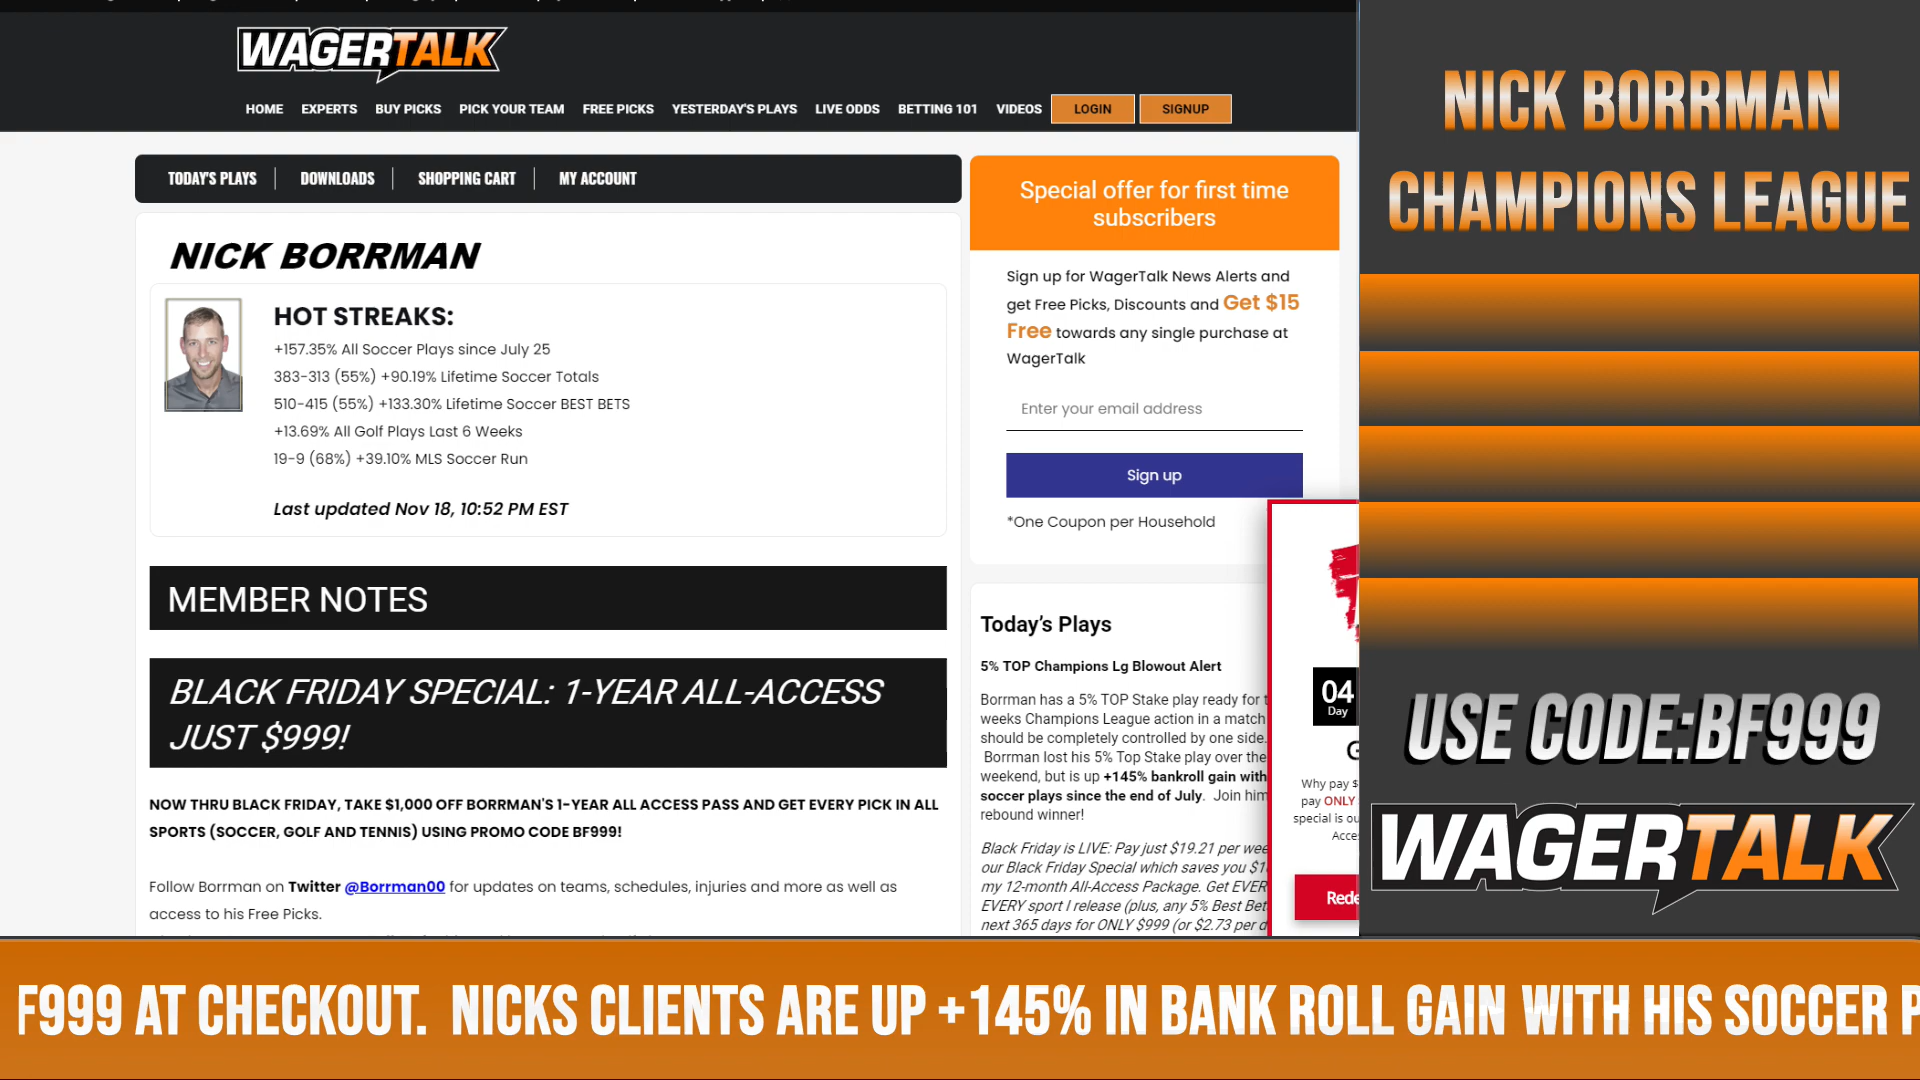 WAGERTALK
HOME EXPERTS BUY PICKS PICK YOUR TEAM FREE PICKS YESTERDAY'S PLAYS LIVE ODDS BETTING 101 VIDEOS LOGIN SIGNUP
TODAY'S PLAYS DOWNLOADS SHOPPING CART MY ACCOUNT
NICK BORRMAN
HOT STREAKS:
+157.35% All Soccer Plays since July 25
383-313 (55%) +90.19% Lifetime Soccer Totals
510-415 (55%) +133.30% Lifetime Soccer BEST BETS
+13.69% All Golf Plays Last 6 Weeks
19-9 (68%) +39.10% MLS Soccer Run
Last updated Nov 18, 10:52 PM EST
MEMBER NOTES
BLACK FRIDAY SPECIAL: 1-YEAR ALL-ACCESS
JUST $999!
NOW THRU BLACK FRIDAY, TAKE $1,000 OFF BORRMAN'S 1-YEAR ALL ACCESS PASS AND GET EVERY PICK IN ALL
SPORTS (SOCCER, GOLF AND TENNIS) USING PROMO CODE BF999!
Follow Borrman on Twitter @Borrman00 for updates on teams, schedules, injuries and more as well as
access to his Free Picks.
Special offer for first time
subscribers
Sign up for WagerTalk News Alerts and
get Free Picks, Discounts and Get $15
Free towards any single purchase at
WagerTalk
Enter your email address
Sign up
*One Coupon per Household
Today's Plays
5% TOP Champions Lg Blowout Alert
Borrman has a 5% TOP Stake play ready for
weeks Champions League action in a match
should be completely controlled by one side.
Borrman lost his 5% Top Stake play over the
weekend, but is up +145% bankroll gain with
soccer plays since the end of July. Join him
rebound winner!
Black Friday is LIVE: Pay just $19.21 per
our Black Friday Special which saves you
my 12-month All-Access Package. Get
EVERY sport I release (plus, any 5% Best
next 365 days for ONLY $999 (or $2.73 per
04
Day
Why pay
pay ONLY
special is
Rede
NICK BORRMAN
CHAMPIONS LEAGUE
USE CODE:BF999
WAGERTALK
F999 AT CHECKOUT. NICKS CLIENTS ARE UP +145% IN BANK ROLL GAIN WITH HIS SOCCER P